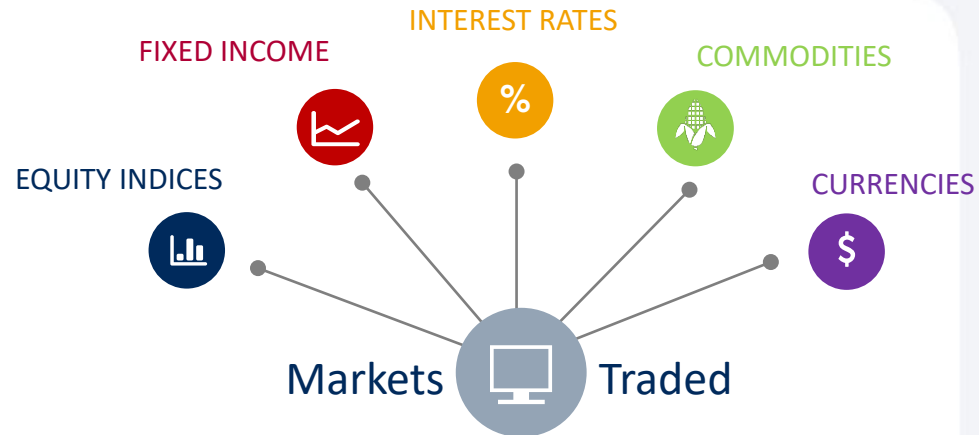 INTEREST RATES
FIXED INCOME
COMMODITIES
%
EQUITY INDICES
CURRENCIES
$
Markets Traded